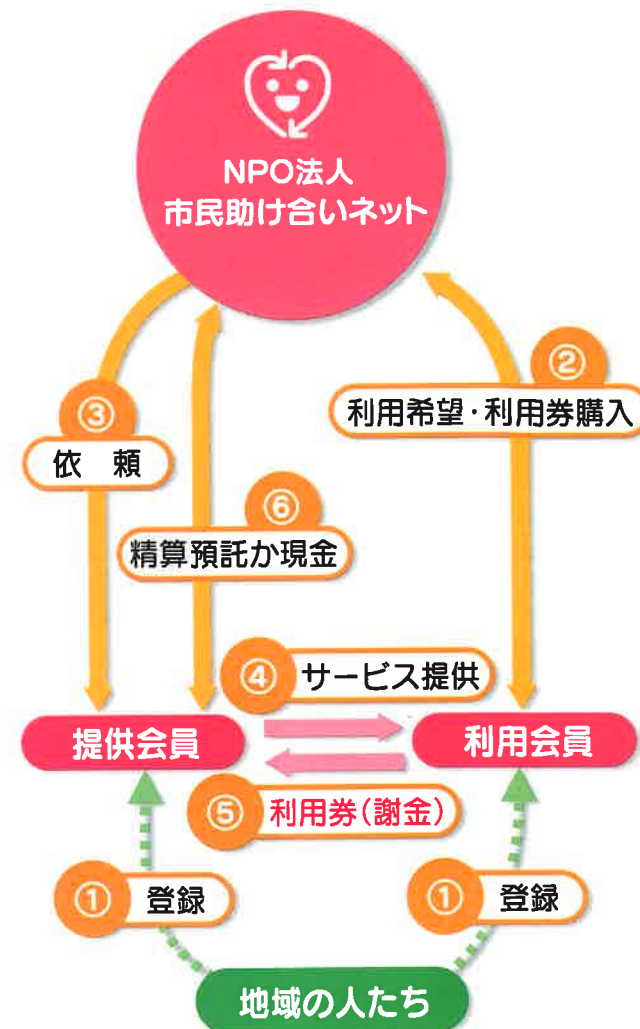 NPO法人
市民助け合いネット
②
利用希望・利用券購入
③
依 頼
⑥
精算預託か現金
④ サービス提供
提供会員
利用会員
⑤ 利用券(謝金)
① 登録
① 登録
地域の人たち